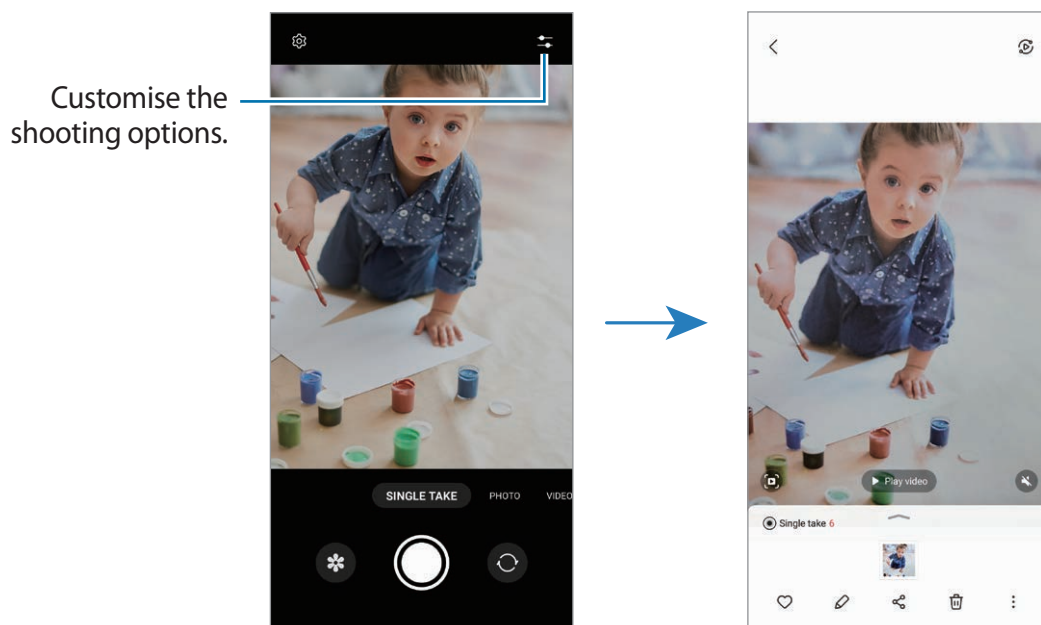 Customise the
shooting options.
SINGLE TAKE PHOTO VIDEO
Play video
Single take 6